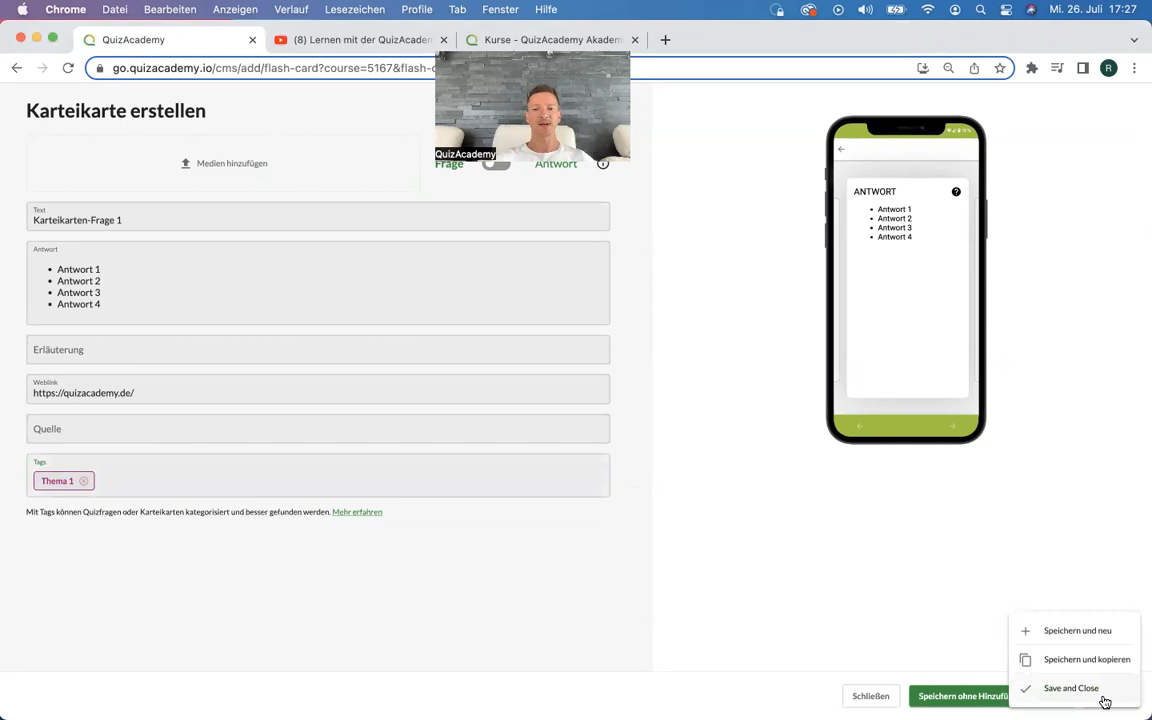 Chrome Datei Bearbeiten Anzeigen Verlauf Lesezeichen Profile Tab Fenster Hilfe Mi. 26. Juli 17:27
QuizAcademy (8) Lernen mit der QuizAcaden Kurse – QuizAcademy Akadem
go.quizacademy.io/cms/add/flash-card?course=5167&flash-c R
Karteikarte erstellen
Medien hinzufügen
QuizAcademy
Frage Antwort
Text
Karteikarten-Frage 1
Antwort
• Antwort 1
• Antwort 2
• Antwort 3
• Antwort 4
Erläuterung
Weblink
https://quizacademy.de/
Quelle
Tags
Thema 1
Mit Tags können Quizfragen oder Karteikarten kategorisiert und besser gefunden werden. Mehr erfahren
ANTWORT ?
• Antwort 1
• Antwort 2
• Antwort 3
• Antwort 4
Speichern und neu
Speichern und kopieren
Save and Close
Schließen Speichern ohne Hinzufü